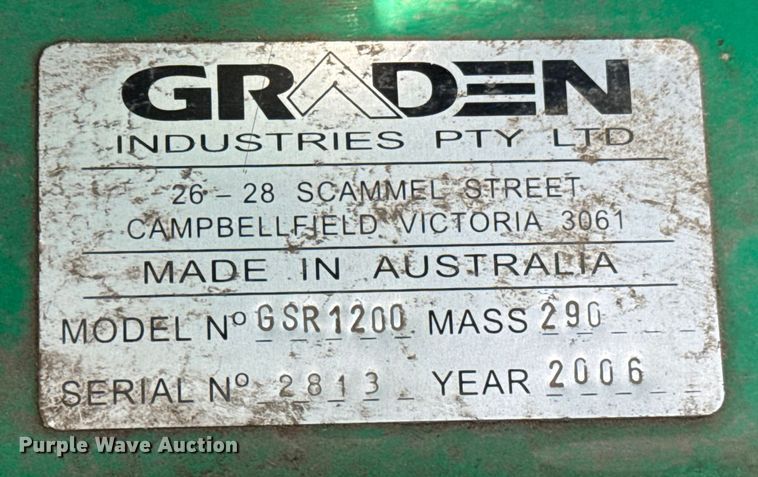 GRADEN
INDUSTRIES PTY LTD
26 - 28 SCAMMEL STREET
CAMPBELLFIELD VICTORIA 3061
MADE IN AUSTRALIA
MODEL Nº GSR1200 MASS 290
SERIAL Nº 2813 YEAR 2006
Purple Wave Auction